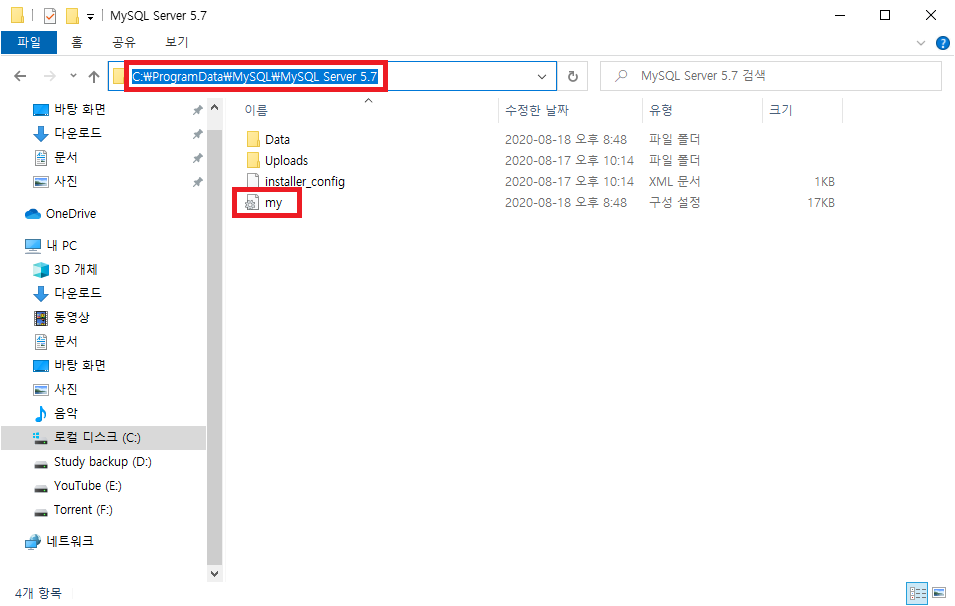 MySQL Server 5.7
파일 홈 공유 보기
C:₩ProgramData₩MySQL₩MySQL Server 5.7
MySQL Server 5.7 검색
바탕 화면
다운로드
문서
사진
OneDrive
내 PC
3D 개체
다운로드
동영상
문서
바탕 화면
사진
음악
로컬 디스크 (C:)
Study backup (D:)
YouTube (E:)
Torrent (F:)
네트워크
이름 수정한 날짜 유형 크기
Data 2020-08-18 오후 8:48 파일 폴더
Uploads 2020-08-17 오후 10:14 파일 폴더
installer_config 2020-08-17 오후 10:14 XML 문서 1KB
my 2020-08-18 오후 8:48 구성 설정 17KB
4개 항목